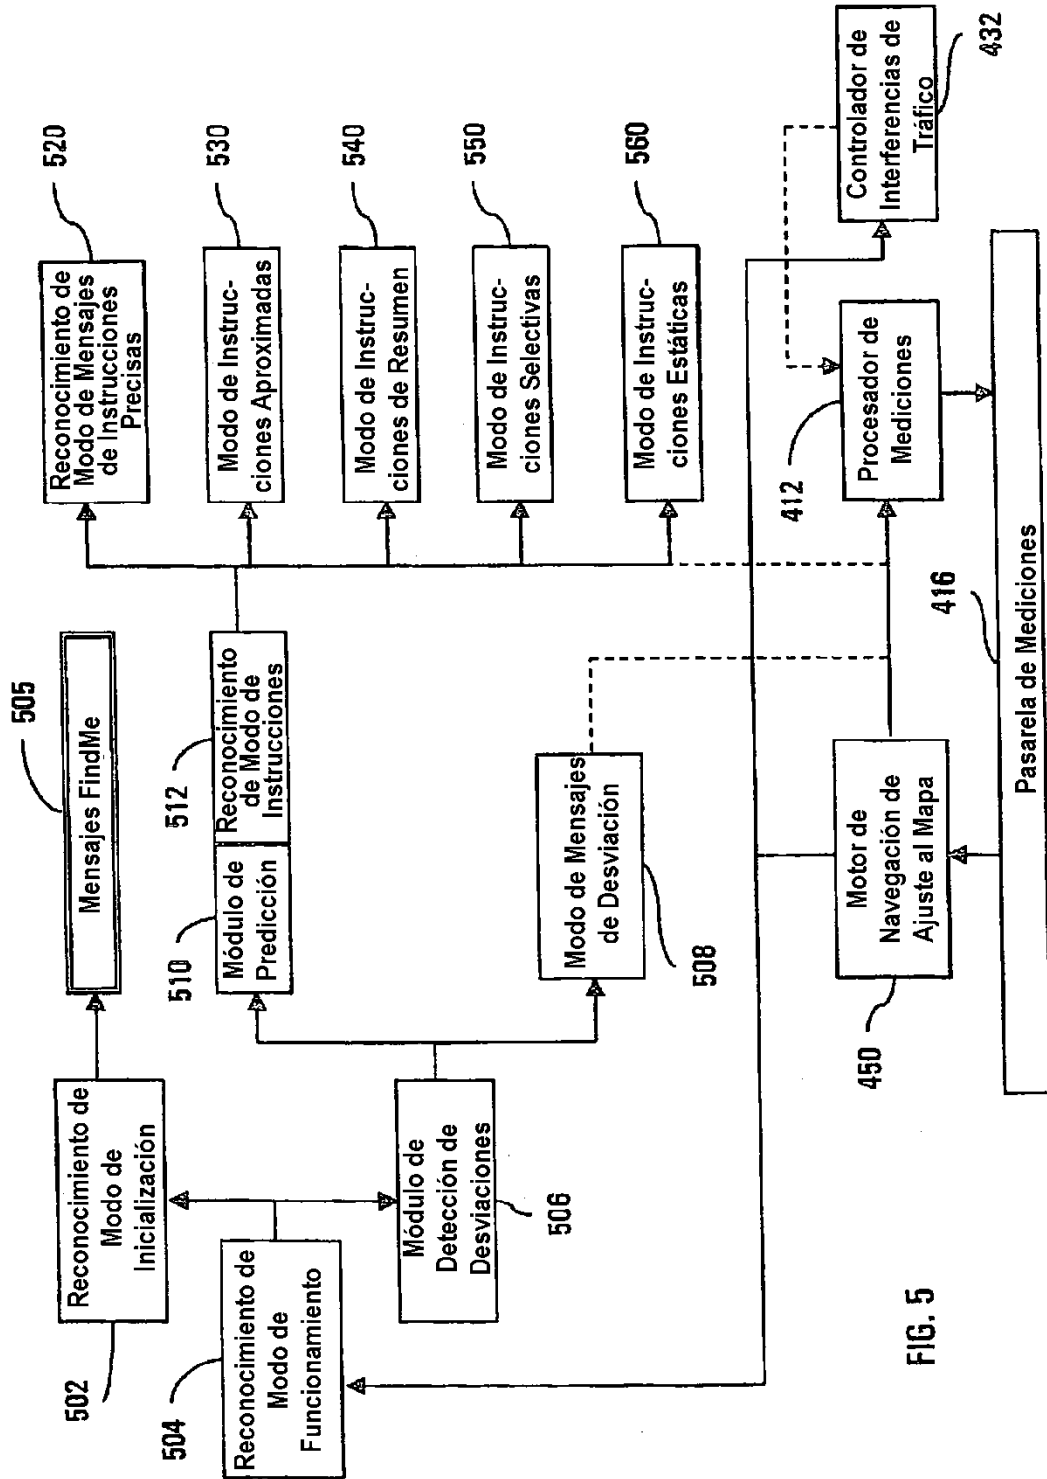 502
Reconocimiento de
Modo de
Inicialización
505
Mensajes FindMe
504
Reconocimiento de
Modo de
Funcionamiento
Módulo de
Detección de
Desviaciones
506
510
Módulo de
Predicción
512
Reconocimiento
de Modo de
Instrucciones
Modo de Mensajes
de Desviación
508
520
Reconocimiento de
Modo de Mensajes
de Instrucciones
Precisas
530
Modo de Instruc-
ciones Aproximadas
540
Modo de Instruc-
ciones de Resumen
550
Modo de Instruc-
ciones Selectivas
560
Modo de Instruc-
ciones Estáticas
450
Motor de
Navegación de
Ajuste al Mapa
412
Procesador de
Mediciones
Controlador de
Interferencias de
Tráfico
432
416
Pasarela de Mediciones
FIG. 5